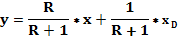 y = R/(R + 1) * x + 1/(R + 1) * x_D